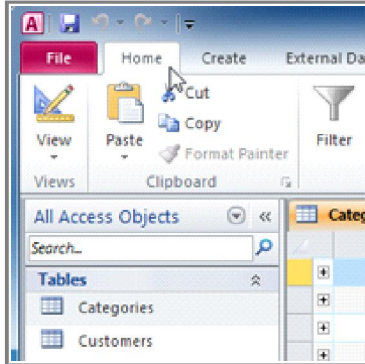 A
File Home Create External Da
Cut
Copy
Format Painter
View Paste Filter
Views Clipboard
All Access Objects Categ
Search...
Tables
Categories
Customers